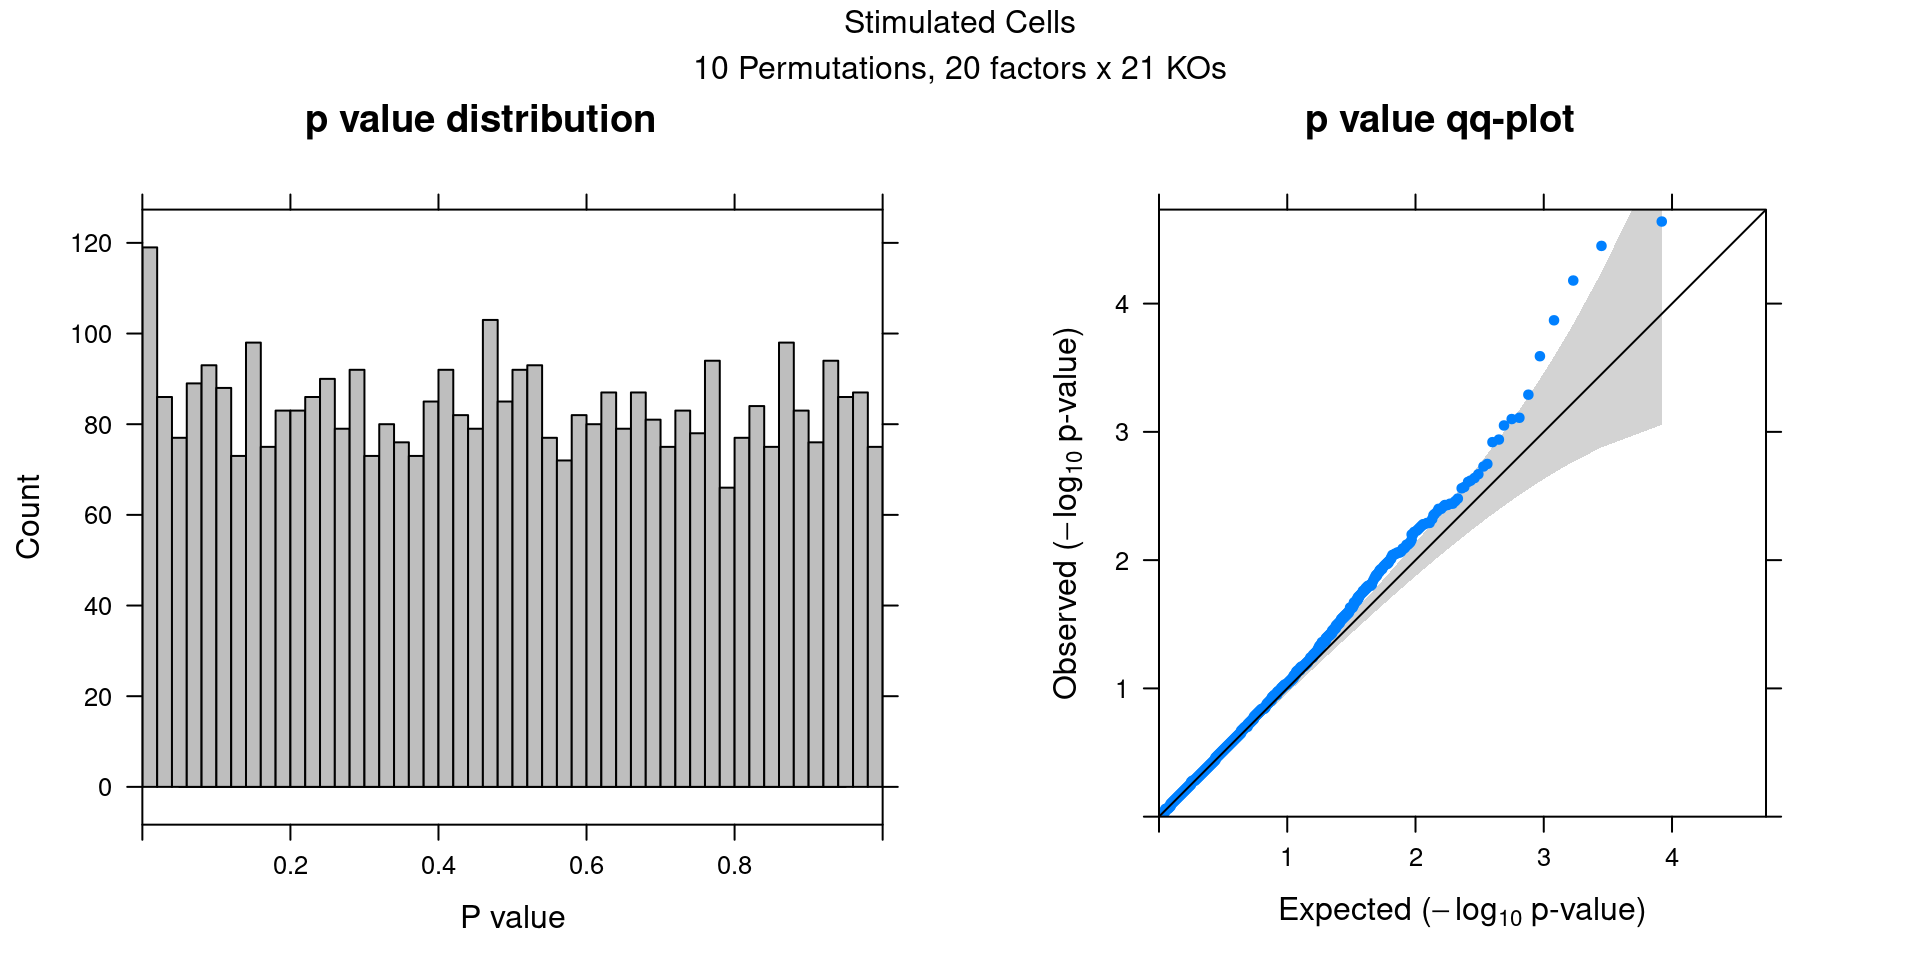 Stimulated Cells
10 Permutations, 20 factors x 21 KOs
p value distribution
120
100
80
60
40
20
0
Count
0.2 0.4 0.6 0.8
P value
p value qq-plot
4
3
2
1
Observed (−log10 p-value)
1 2 3 4
Expected (−log10 p-value)